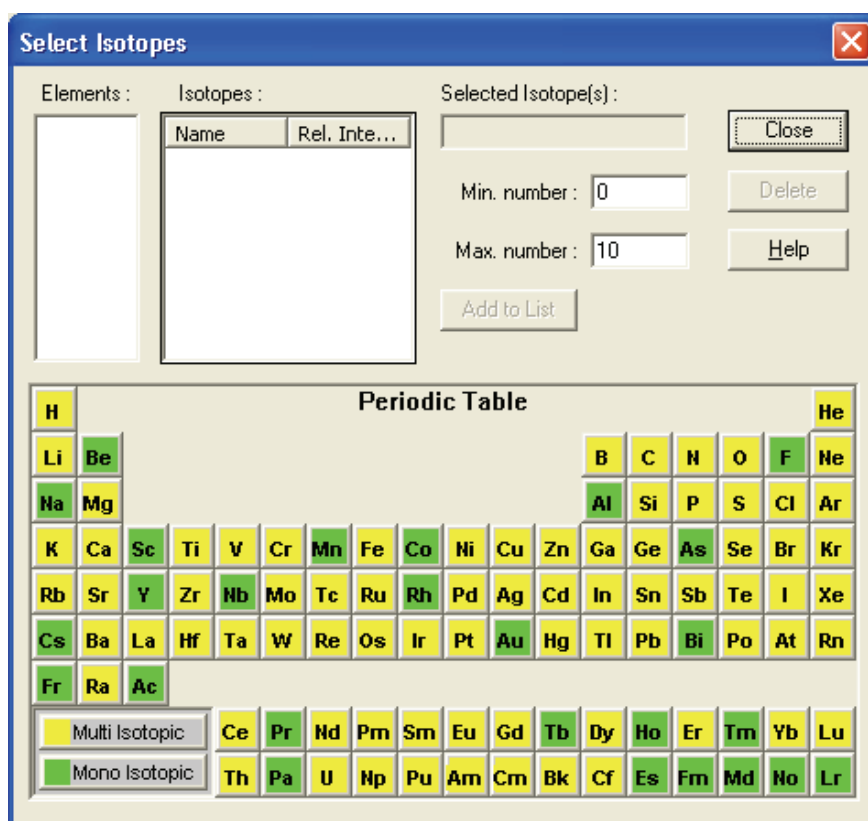 Select Isotopes
Elements : Isotopes : Selected Isotope(s) :
Name Rel. Inte... Close
Min. number : 0 Delete
Max. number : 10 Help
Add to List
Periodic Table
H He
Li Be B C N O F Ne
Na Mg Al Si P S Cl Ar
K Ca Sc Ti V Cr Mn Fe Co Ni Cu Zn Ga Ge As Se Br Kr
Rb Sr Y Zr Nb Mo Tc Ru Rh Pd Ag Cd In Sn Sb Te I Xe
Cs Ba La Hf Ta W Re Os Ir Pt Au Hg Tl Pb Bi Po At Rn
Fr Ra Ac
Multi Isotopic Ce Pr Nd Pm Sm Eu Gd Tb Dy Ho Er Tm Yb Lu
Mono Isotopic Th Pa U Np Pu Am Cm Bk Cf Es Fm Md No Lr